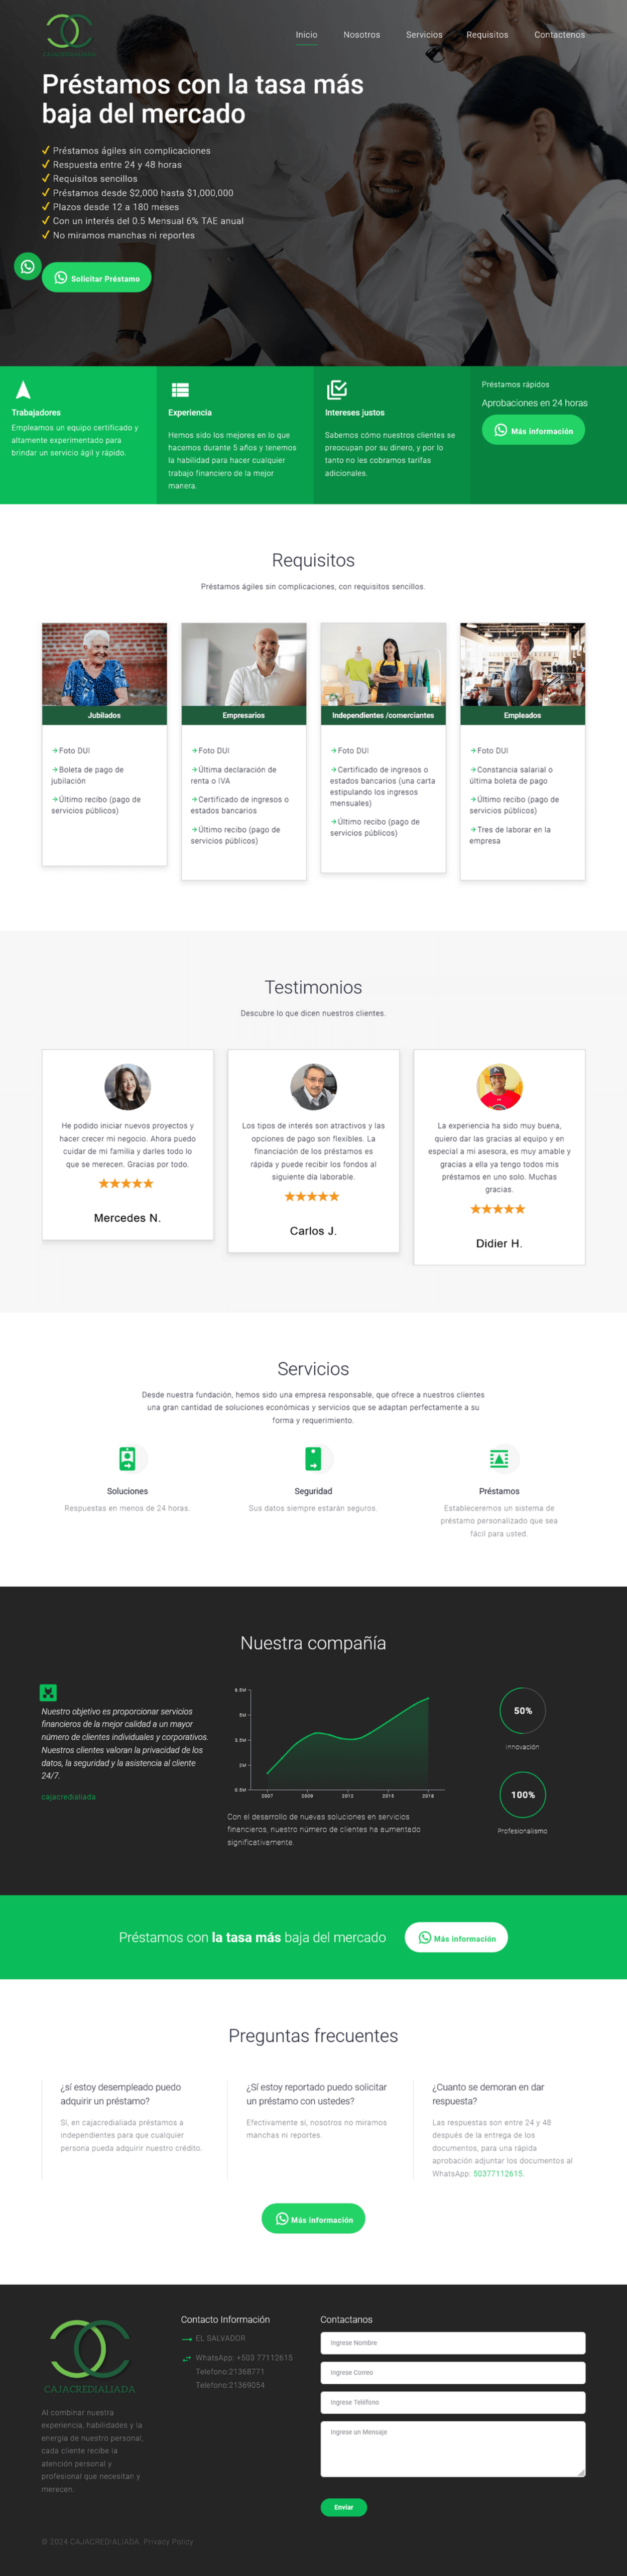 CAJACREDIALIADA
Inicio
Nosotros
Servicios
Requisitos
Contactenos
Préstamos con la tasa más
baja del mercado
Préstamos ágiles sin complicaciones
Respuesta entre 24 y 48 horas
Requisitos sencillos
Préstamos desde $2,000 hasta $1,000,000
Plazos desde 12 a 180 meses
Con un interés del 0.5 Mensual 6% TAE anual
No miramos manchas ni reportes
Solicitar Préstamo
Trabajadores
Empleamos un equipo certificado y
altamente experimentado para
brindar un servicio ágil y rápido.
Experiencia
Hemos sido los mejores en lo que
hacemos durante 5 años y tenemos
la habilidad para hacer cualquier
trabajo financiero de la mejor
manera.
Intereses justos
Sabemos cómo nuestros clientes se
preocupan por su dinero, y por lo
tanto no les cobramos tarifas
adicionales.
Préstamos rápidos
Aprobaciones en 24 horas
Más información
Requisitos
Préstamos ágiles sin complicaciones, con requisitos sencillos.
Jubilados
→ Foto DUI
→ Boleta de pago de
jubilación
→ Último recibo (pago de
servicios públicos)
Empresarios
→ Foto DUI
→ Última declaración de
renta o IVA
→ Certificado de ingresos o
estados bancarios
→ Último recibo (pago de
servicios públicos)
Independientes /comerciantes
→ Foto DUI
→ Certificado de ingresos o
estados bancarios (una carta
estipulando los ingresos
mensuales)
→ Último recibo (pago de
servicios públicos)
Empleados
→ Foto DUI
→ Constancia salarial o
última boleta de pago
→ Último recibo (pago de
servicios públicos)
→ Tres de laborar en la
empresa
Testimonios
Descubre lo que dicen nuestros clientes.
He podido iniciar nuevos proyectos y
hacer crecer mi negocio. Ahora puedo
cuidar de mi familia y darles todo lo
que se merecen. Gracias por todo.
Mercedes N.
Los tipos de interés son atractivos y las
opciones de pago son flexibles. La
financiación de los préstamos es
rápida y puede recibir los fondos al
siguiente día laborable.
Carlos J.
La experiencia ha sido muy buena,
quiero dar las gracias al equipo y en
especial a mi asesora, es muy amable y
gracias a ella ya tengo todos mis
préstamos en uno solo. Muchas
gracias.
Didier H.
Servicios
Desde nuestra fundación, hemos sido una empresa responsable, que ofrece a nuestros clientes
una gran cantidad de soluciones económicas y servicios que se adaptan perfectamente a su
forma y requerimiento.
Soluciones
Respuestas en menos de 24 horas.
Seguridad
Sus datos siempre estarán seguros.
Préstamos
Estableceremos un sistema de
préstamo personalizado que sea
fácil para usted.
Nuestra compañía
Nuestro objetivo es proporcionar servicios
financieros de la mejor calidad a un mayor
número de clientes individuales y corporativos.
Nuestros clientes valoran la privacidad de los
datos, la seguridad y la asistencia al cliente
24/7.
cajacredialiada
6.5M
5M
3.5M
2M
0.5M
2007
2009
2012
2015
2018
Con el desarrollo de nuevas soluciones en servicios
financieros, nuestro número de clientes ha aumentado
significativamente.
50%
Innovación
100%
Profesionalismo
Préstamos con la tasa más baja del mercado
Más información
Preguntas frecuentes
¿sí estoy desempleado puedo
adquirir un préstamo?
Sí, en cajacredialiada préstamos a
independientes para que cualquier
persona pueda adquirir nuestro crédito.
¿Sí estoy reportado puedo solicitar
un préstamo con ustedes?
Efectivamente sí, nosotros no miramos
manchas ni reportes.
¿Cuanto se demoran en dar
respuesta?
Las respuestas son entre 24 y 48
después de la entrega de los
documentos, para una rápida
aprobación adjuntar los documentos al
WhatsApp: 50377112615.
Más información
CAJACREDIALIADA
Al combinar nuestra
experiencia, habilidades y la
energía de nuestro personal,
cada cliente recibe la
atención personal y
profesional que necesitan y
merecen.
Contacto Información
EL SALVADOR
WhatsApp: +503 77112615
Telefono:21368771
Telefono:21369054
Contactanos
Ingrese Nombre
Ingrese Correo
Ingrese Teléfono
Ingrese un Mensaje
Enviar
© 2024 CAJACREDIALIADA. Privacy Policy